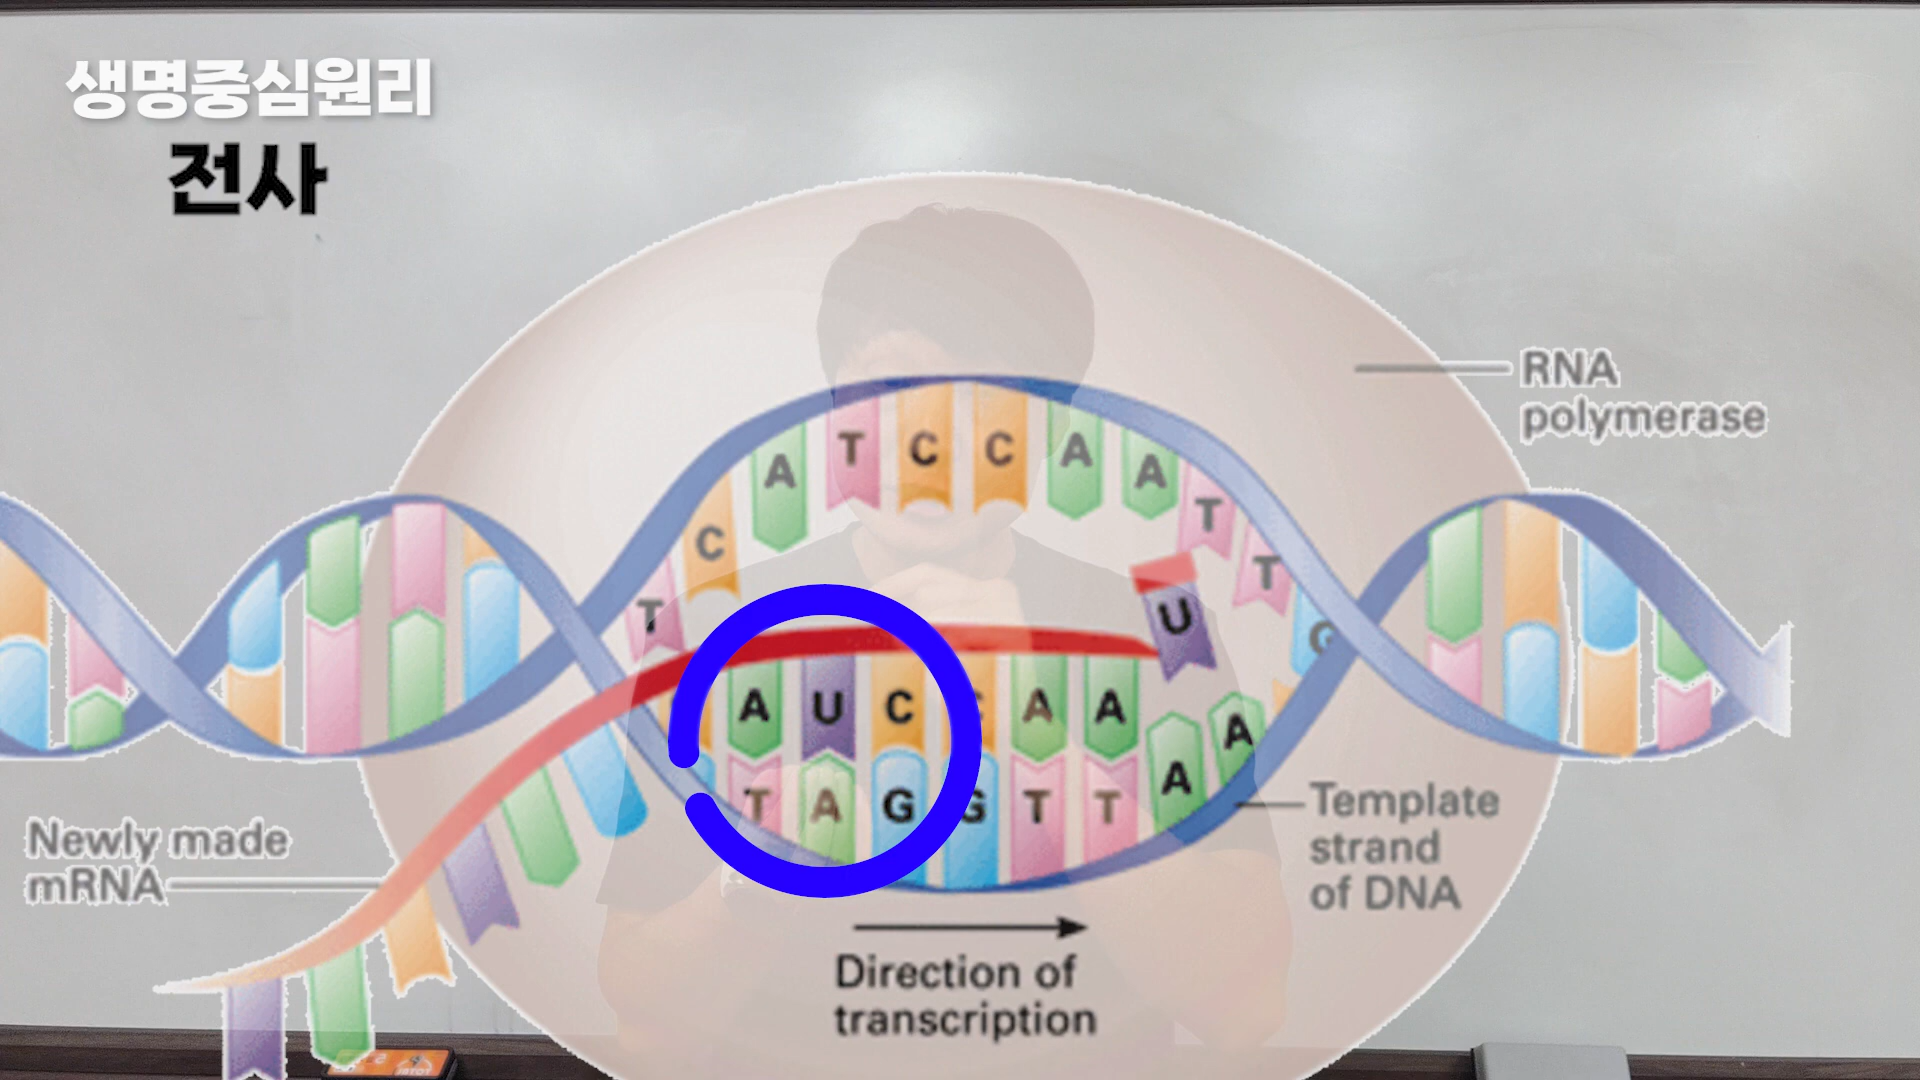 생명중심원리
전사
RNA
polymerase
T C A T C C A A T T G
U
A U C C A A
T A G G T T A A
Newly made
mRNA
Template
strand
of DNA
Direction of
transcription